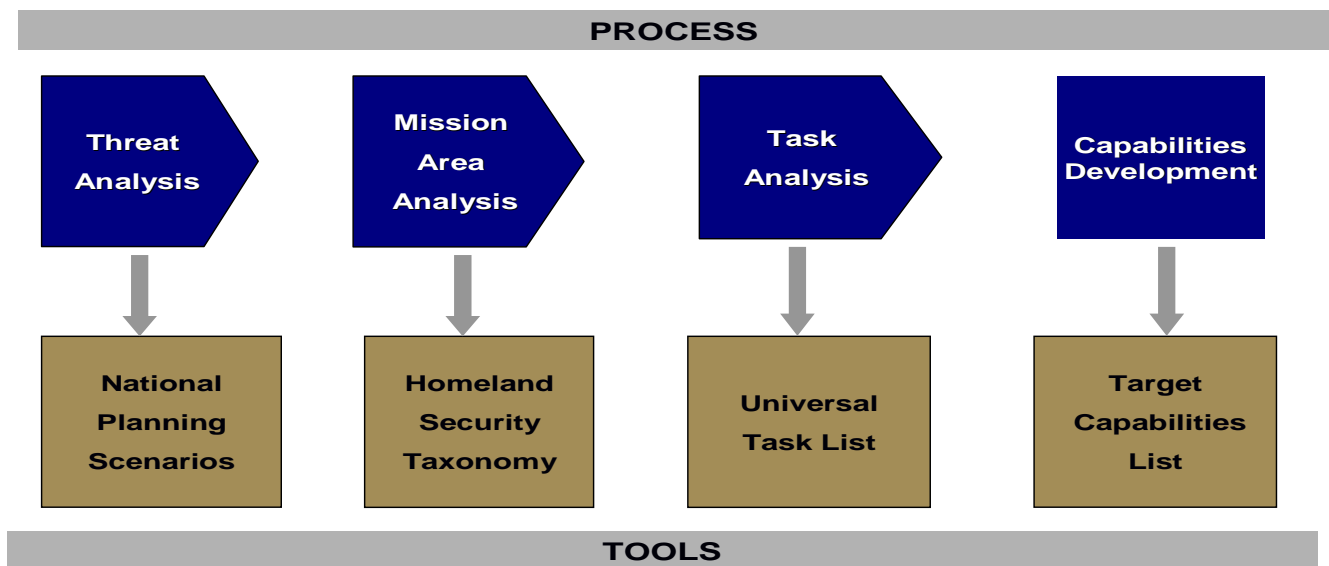 PROCESS
Threat
Analysis
Mission
Area
Analysis
Task
Analysis
Capabilities
Development
National
Planning
Scenarios
Homeland
Security
Taxonomy
Universal
Task List
Target
Capabilities
List
TOOLS